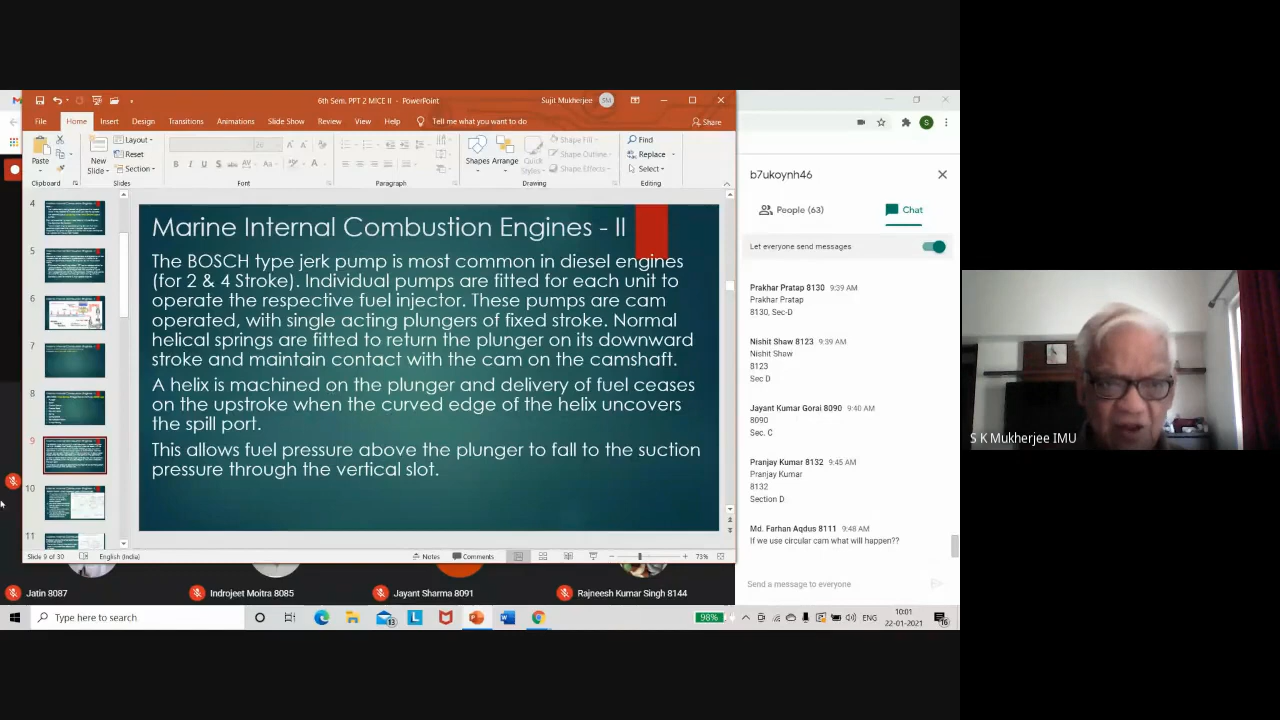 6th Sem. PPT 2 MICE II - PowerPoint
Sujit Mukherjee SM
File Home Insert Design Transitions Animations Slide Show Review View Help Tell me what you want to do Share
Paste
Clipboard
New
Slide
Layout
Reset
Section
Slides
Font
Paragraph
Shapes Arrange Quick
Styles
Shape Fill
Shape Outline
Shape Effects
Drawing
Find
Replace
Select
Editing
4
5
6
7
8
9
10
11
Marine Internal Combustion Engines - II
The BOSCH type jerk pump is most common in diesel engines
(for 2 & 4 Stroke). Individual pumps are fitted for each unit to
operate the respective fuel injector. These pumps are cam
operated, with single acting plungers of fixed stroke. Normal
helical springs are fitted to return the plunger on its downward
stroke and maintain contact with the cam on the camshaft.
A helix is machined on the plunger and delivery of fuel ceases
on the upstroke when the curved edge of the helix uncovers
the spill port.
This allows fuel pressure above the plunger to fall to the suction
pressure through the vertical slot.
Slide 9 of 30 English (India) Notes Comments 73%
Jatin 8087
Indrojeet Moitra 8085
Jayant Sharma 8091
Rajneesh Kumar Singh 8144
b7ukoynh46
People (63)
Chat
Let everyone send messages
Prakhar Pratap 8130 9:39 AM
Prakhar Pratap
8130, Sec-D
Nishit Shaw 8123 9:39 AM
Nishit Shaw
8123
Sec D
Jayant Kumar Gorai 8090 9:40 AM
8090
Sec. C
Pranjay Kumar 8132 9:45 AM
Pranjay Kumar
8132
Section D
Md. Farhan Aqdus 8111 9:48 AM
If we use circular cam what will happen??
Send a message to everyone
S K Mukherjee IMU
Type here to search
13
98%
ENG
10:01
22-01-2021
16